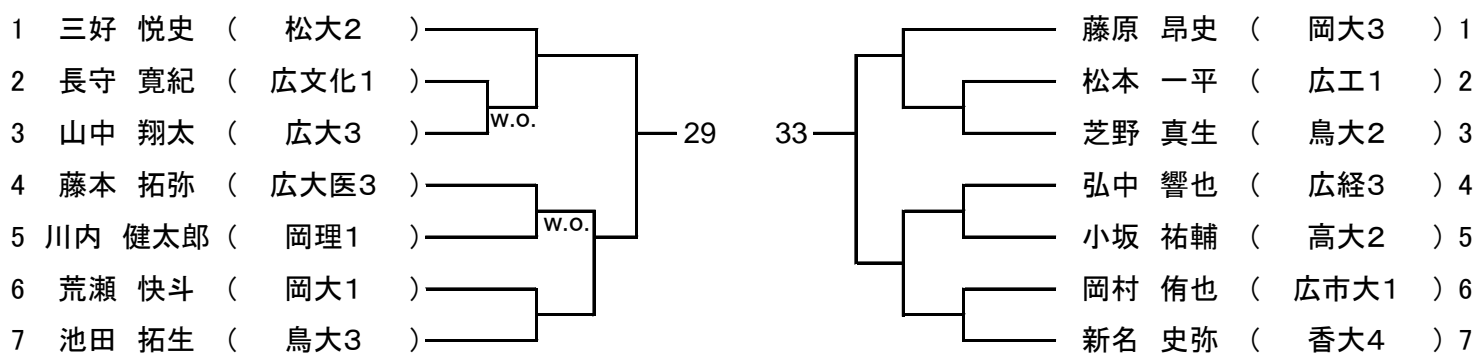 1 三好 悦史 ( 松大2 )
2 長守 寛紀 ( 広文化1 )
w.o.
3 山中 翔太 ( 広大3 )
29
4 藤本 拓弥 ( 広大医3 )
w.o.
5 川内 健太郎 ( 岡理1 )
6 荒瀬 快斗 ( 岡大1 )
7 池田 拓生 ( 鳥大3 )
藤原 昂史 ( 岡大3 ) 1
松本 一平 ( 広工1 ) 2
33
芝野 真生 ( 鳥大2 ) 3
弘中 響也 ( 広経3 ) 4
小坂 祐輔 ( 高大2 ) 5
岡村 侑也 ( 広市大1 ) 6
新名 史弥 ( 香大4 ) 7